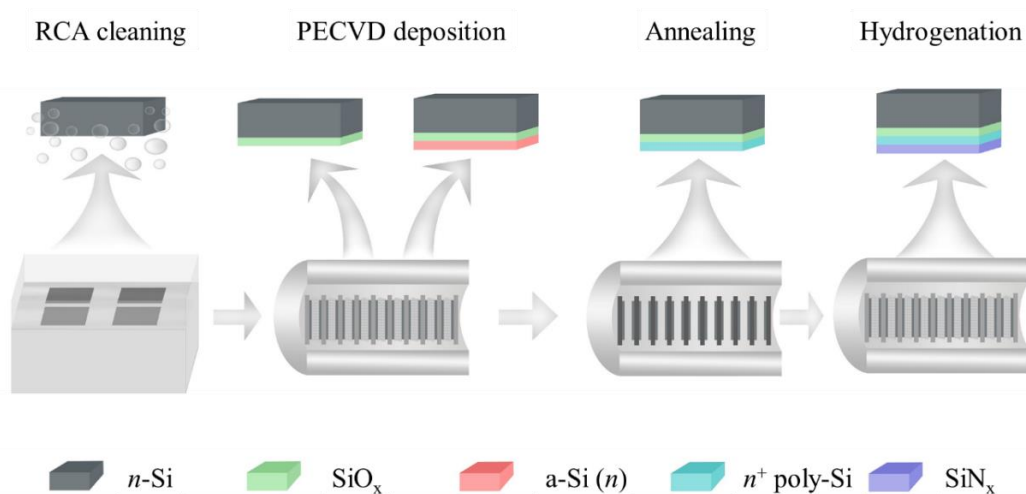 RCA cleaning
PECVD deposition
Annealing
Hydrogenation
n-Si
SiOx
a-Si (n)
n+ poly-Si
SiNx